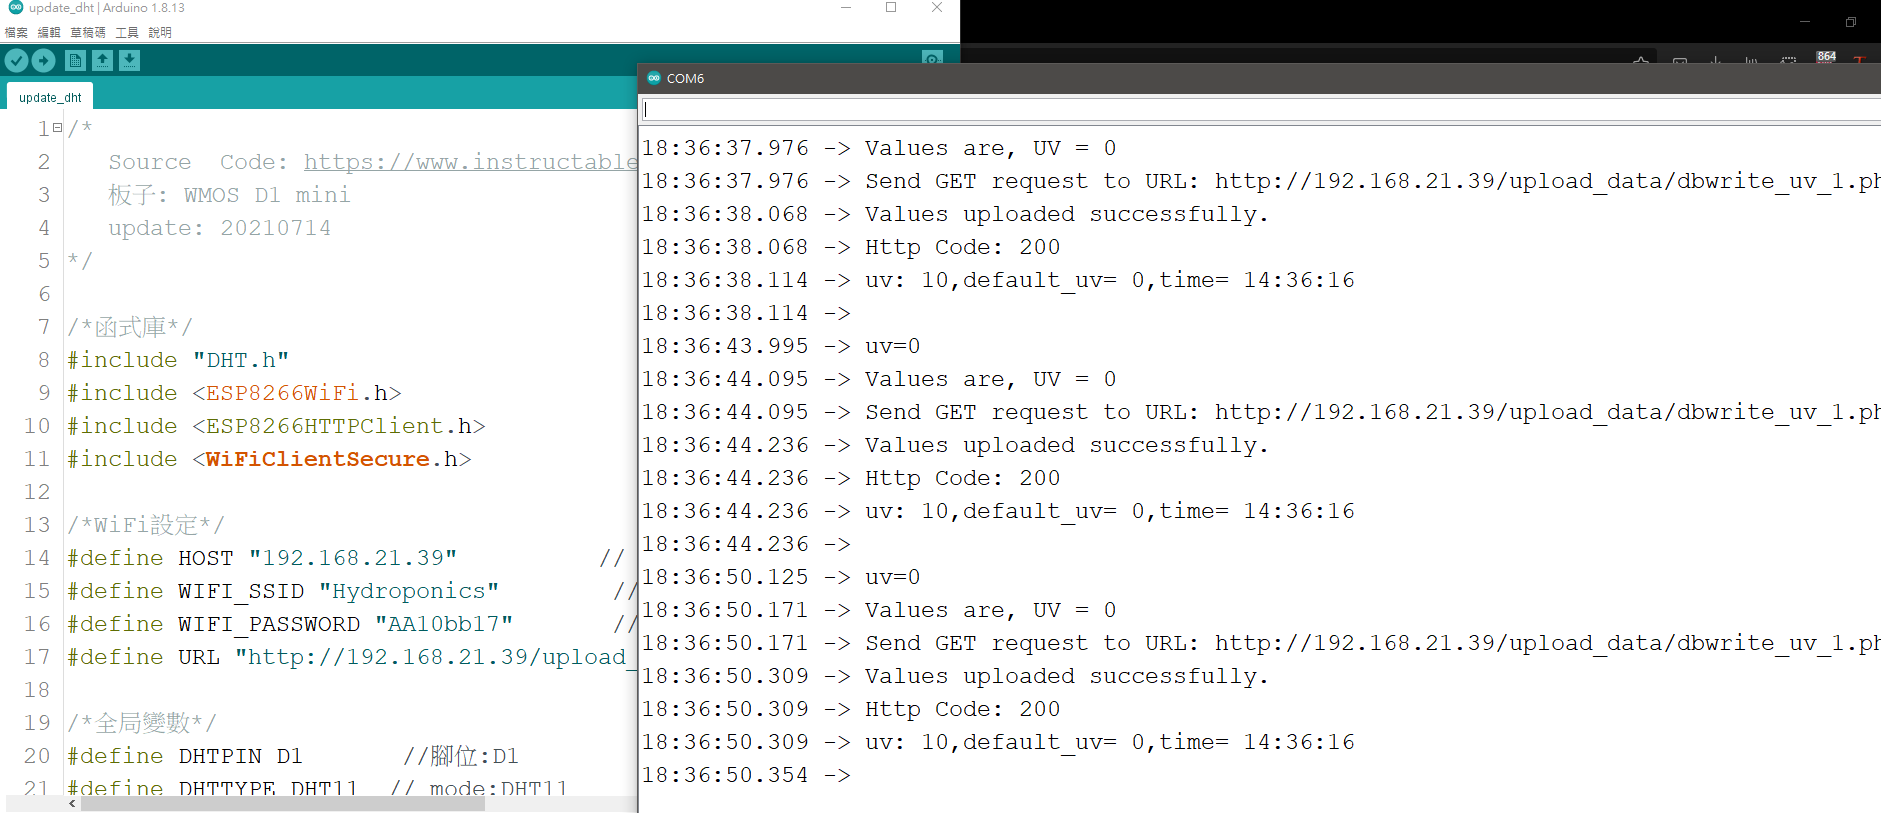 update_dht | Arduino 1.8.13
檔案 編輯 草稿碼 工具 說明
update_dht
1 /*
2 Source  Code: https://www.instructable
3 板子: WMOS D1 mini
4 update: 20210714
5 */
6
7 /*函式庫*/
8 #include "DHT.h"
9 #include <ESP8266WiFi.h>
10 #include <ESP8266HTTPClient.h>
11 #include <WiFiClientSecure.h>
12
13 /*WiFi設定*/
14 #define HOST "192.168.21.39" //
15 #define WIFI_SSID "Hydroponics" //
16 #define WIFI_PASSWORD "AA10bb17" //
17 #define URL "http://192.168.21.39/upload_
18
19 /*全局變數*/
20 #define DHTPIN D1 //腳位:D1
21 #define DHTTYPE DHT11 // mode:DHT11
864
COM6
18:36:37.976 -> Values are, UV = 0
18:36:37.976 -> Send GET request to URL: http://192.168.21.39/upload_data/dbwrite_uv_1.ph
18:36:38.068 -> Values uploaded successfully.
18:36:38.068 -> Http Code: 200
18:36:38.114 -> uv: 10,default_uv= 0,time= 14:36:16
18:36:38.114 ->
18:36:43.995 -> uv=0
18:36:44.095 -> Values are, UV = 0
18:36:44.095 -> Send GET request to URL: http://192.168.21.39/upload_data/dbwrite_uv_1.ph
18:36:44.236 -> Values uploaded successfully.
18:36:44.236 -> Http Code: 200
18:36:44.236 -> uv: 10,default_uv= 0,time= 14:36:16
18:36:44.236 ->
18:36:50.125 -> uv=0
18:36:50.171 -> Values are, UV = 0
18:36:50.171 -> Send GET request to URL: http://192.168.21.39/upload_data/dbwrite_uv_1.ph
18:36:50.309 -> Values uploaded successfully.
18:36:50.309 -> Http Code: 200
18:36:50.309 -> uv: 10,default_uv= 0,time= 14:36:16
18:36:50.354 ->